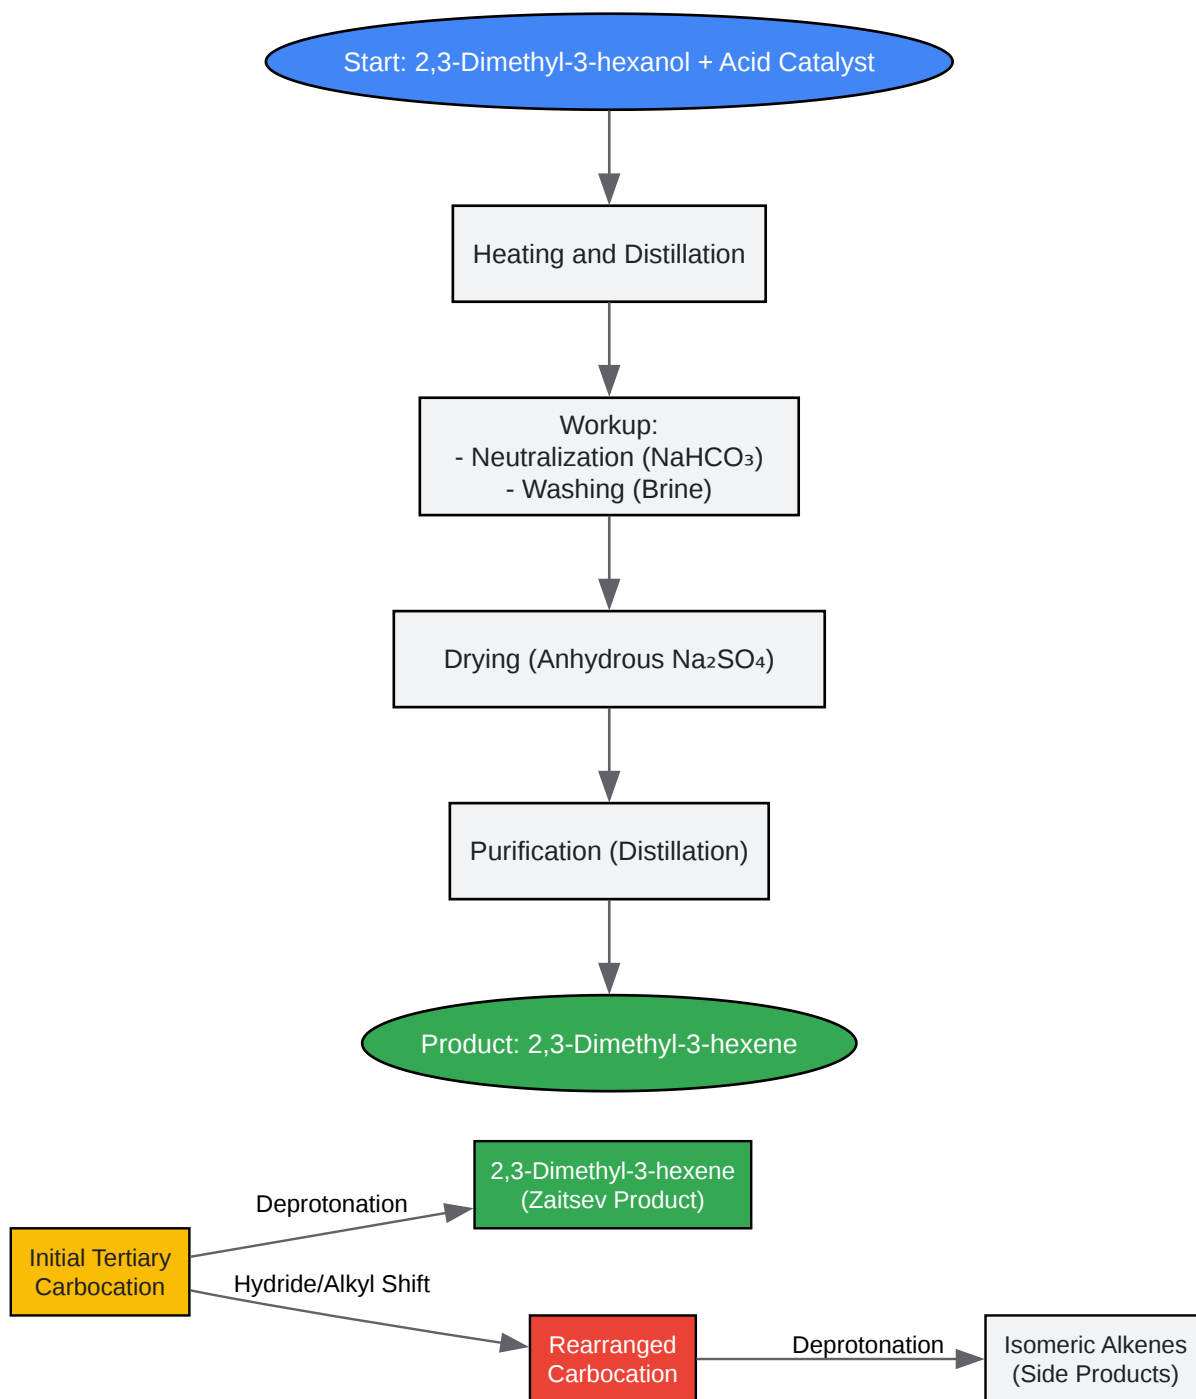 Start: 2,3-Dimethyl-3-hexanol + Acid Catalyst
Heating and Distillation
Workup:
- Neutralization (NaHCO₃)
- Washing (Brine)
Drying (Anhydrous Na₂SO₄)
Purification (Distillation)
Product: 2,3-Dimethyl-3-hexene
2,3-Dimethyl-3-hexene
(Zaitsev Product)
Deprotonation
Initial Tertiary
Carbocation
Hydride/Alkyl Shift
Rearranged
Carbocation
Deprotonation
Isomeric Alkenes
(Side Products)